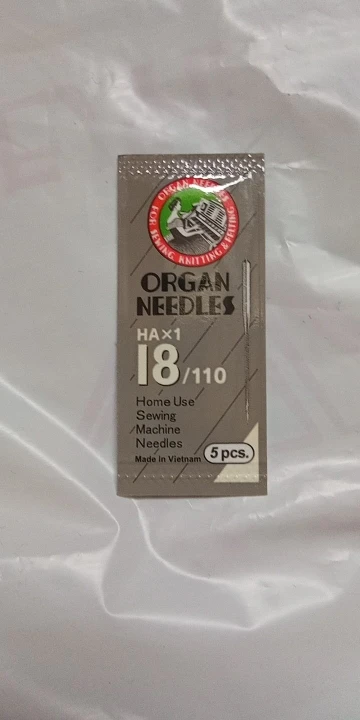 ORGAN NEEDLES
FOR SEWING KNITTING & FELTING
ORGAN
NEEDLES
HA×1
18/110
Home Use
Sewing
Machine
Needles
Made in Vietnam
5 pcs.